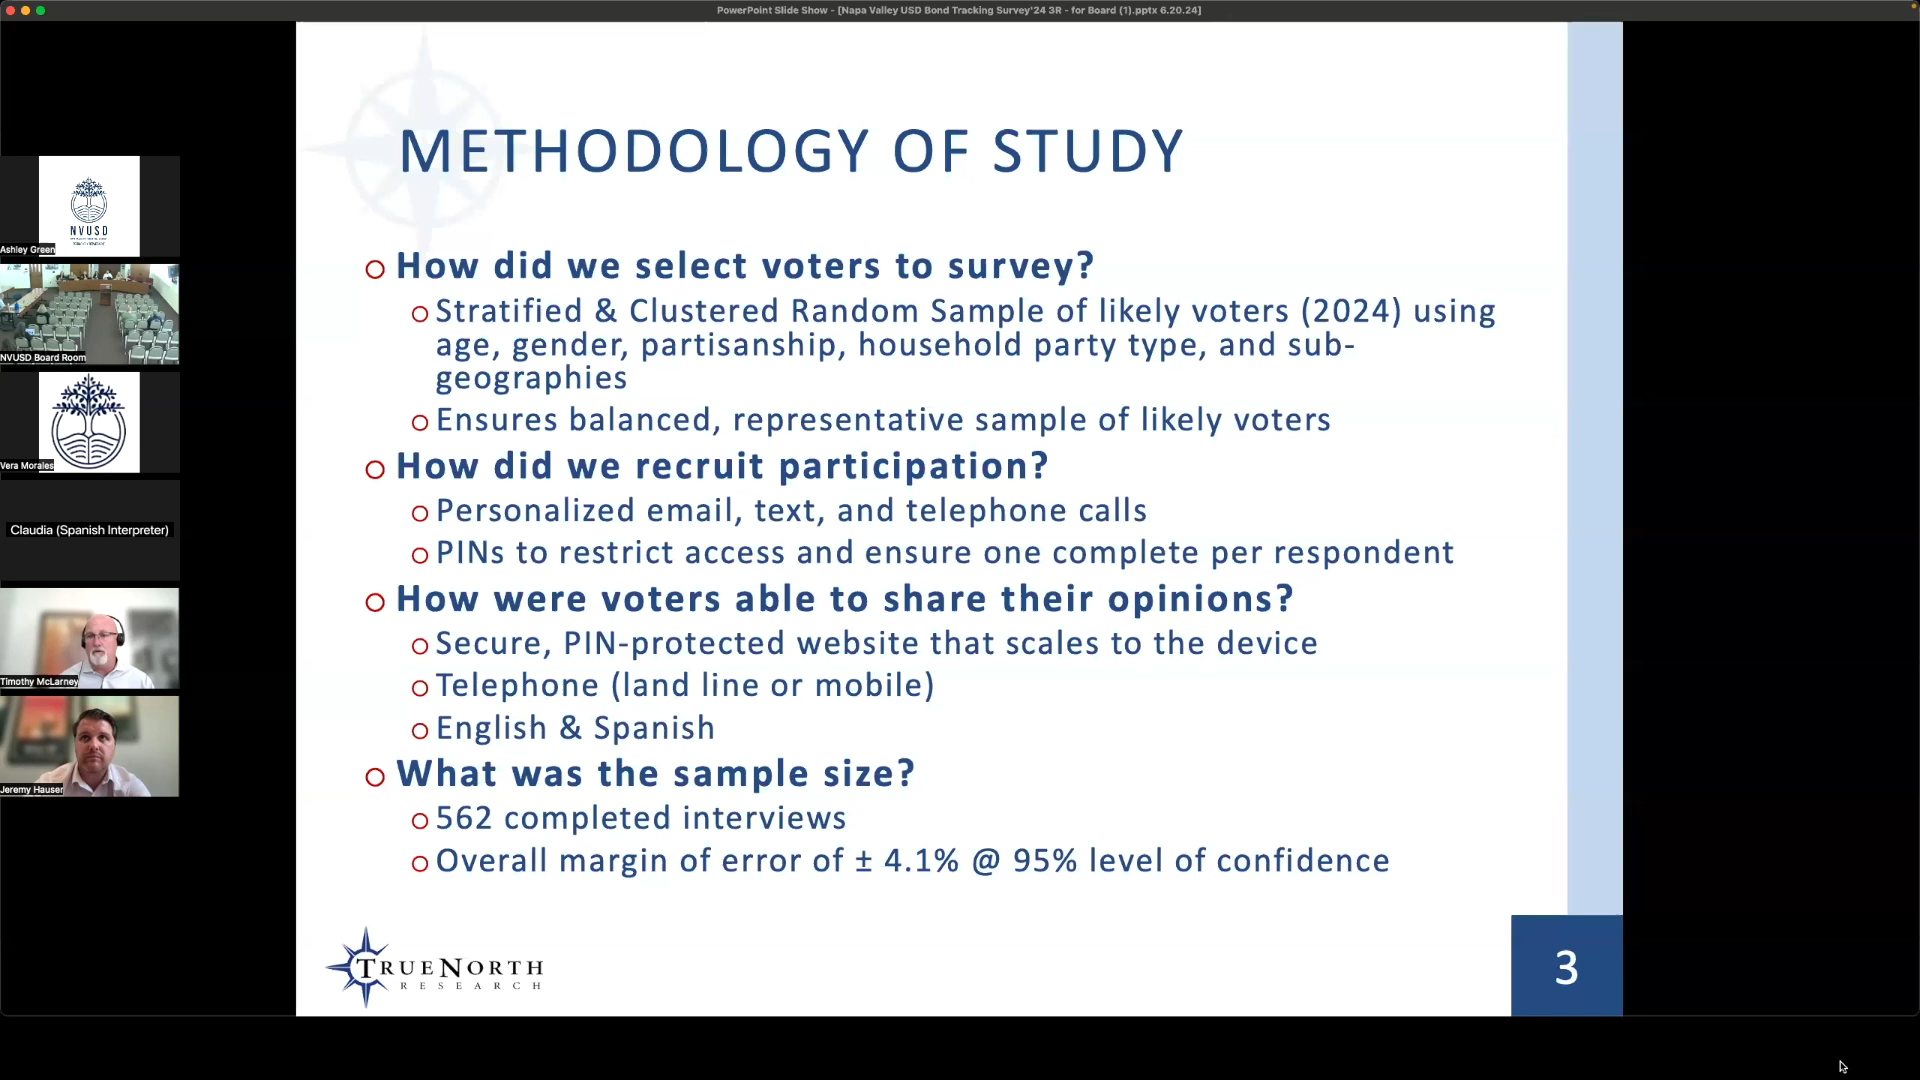 PowerPoint Slide Show - [Napa Valley USD Bond Tracking Survey'24 3R - for Board (1).pptx 6.20.24]
METHODOLOGY OF STUDY
How did we select voters to survey?
Stratified & Clustered Random Sample of likely voters (2024) using
age, gender, partisanship, household party type, and sub-
geographies
Ensures balanced, representative sample of likely voters
How did we recruit participation?
Personalized email, text, and telephone calls
PINs to restrict access and ensure one complete per respondent
How were voters able to share their opinions?
Secure, PIN-protected website that scales to the device
Telephone (land line or mobile)
English & Spanish
What was the sample size?
562 completed interviews
Overall margin of error of ± 4.1% @ 95% level of confidence
TRUENORTH
RESEARCH
3
NVUSD
Ashley Green
NVUSD Board Room
Vera Morales
Claudia (Spanish Interpreter)
Timothy McLarney
Jeremy Hauser